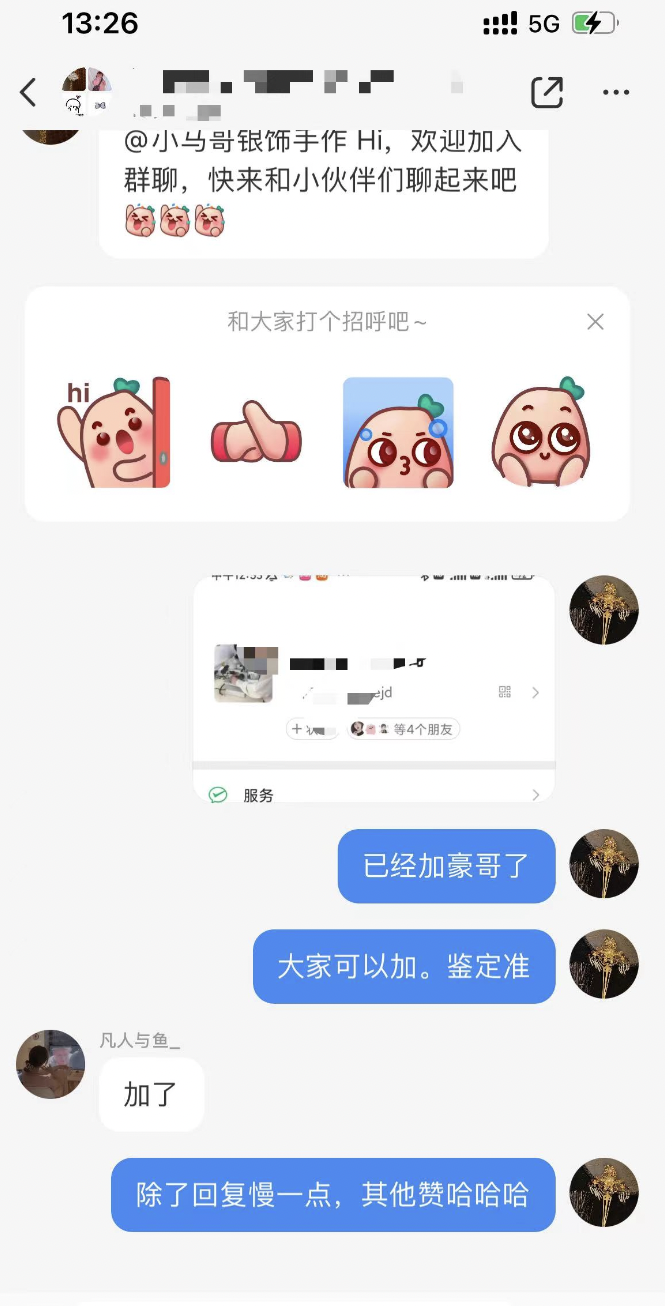 13:26
5G
@小马哥银饰手作 Hi，欢迎加入
群聊，快来和小伙伴们聊起来吧
和大家打个招呼吧~
hi
ejd
等4个朋友
服务
已经加豪哥了
大家可以加。鉴定准
凡人与鱼_
加了
除了回复慢一点，其他赞哈哈哈